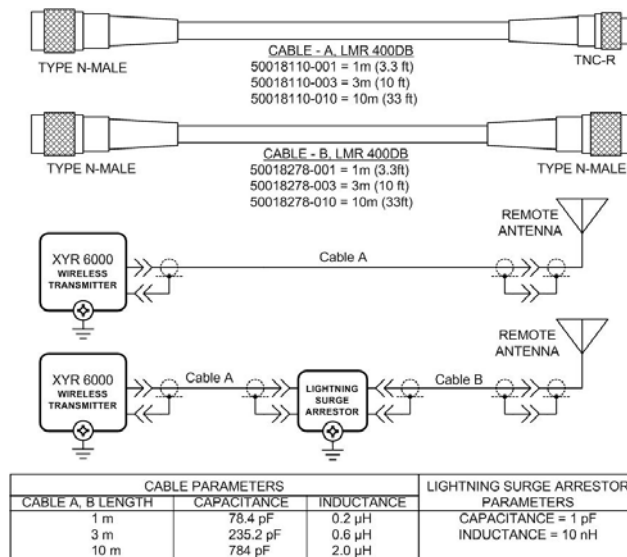 TYPE N-MALE
CABLE - A, LMR 400DB
50018110-001 = 1m (3.3 ft)
50018110-003 = 3m (10 ft)
50018110-010 = 10m (33 ft)
TNC-R
TYPE N-MALE
CABLE - B, LMR 400DB
50018278-001 = 1m (3.3ft)
50018278-003 = 3m (10 ft)
50018278-010 = 10m (33ft)
TYPE N-MALE
XYR 6000
WIRELESS
TRANSMITTER
Cable A
REMOTE
ANTENNA
XYR 6000
WIRELESS
TRANSMITTER
Cable A
LIGHTNING
SURGE
ARRESTOR
Cable B
REMOTE
ANTENNA
CABLE PARAMETERS
LIGHTNING SURGE ARRESTOR
PARAMETERS
CABLE A, B LENGTH CAPACITANCE INDUCTANCE
1 m 78.4 pF 0.2 µH
3 m 235.2 pF 0.6 µH
10 m 784 pF 2.0 µH
CAPACITANCE = 1 pF
INDUCTANCE = 10 nH